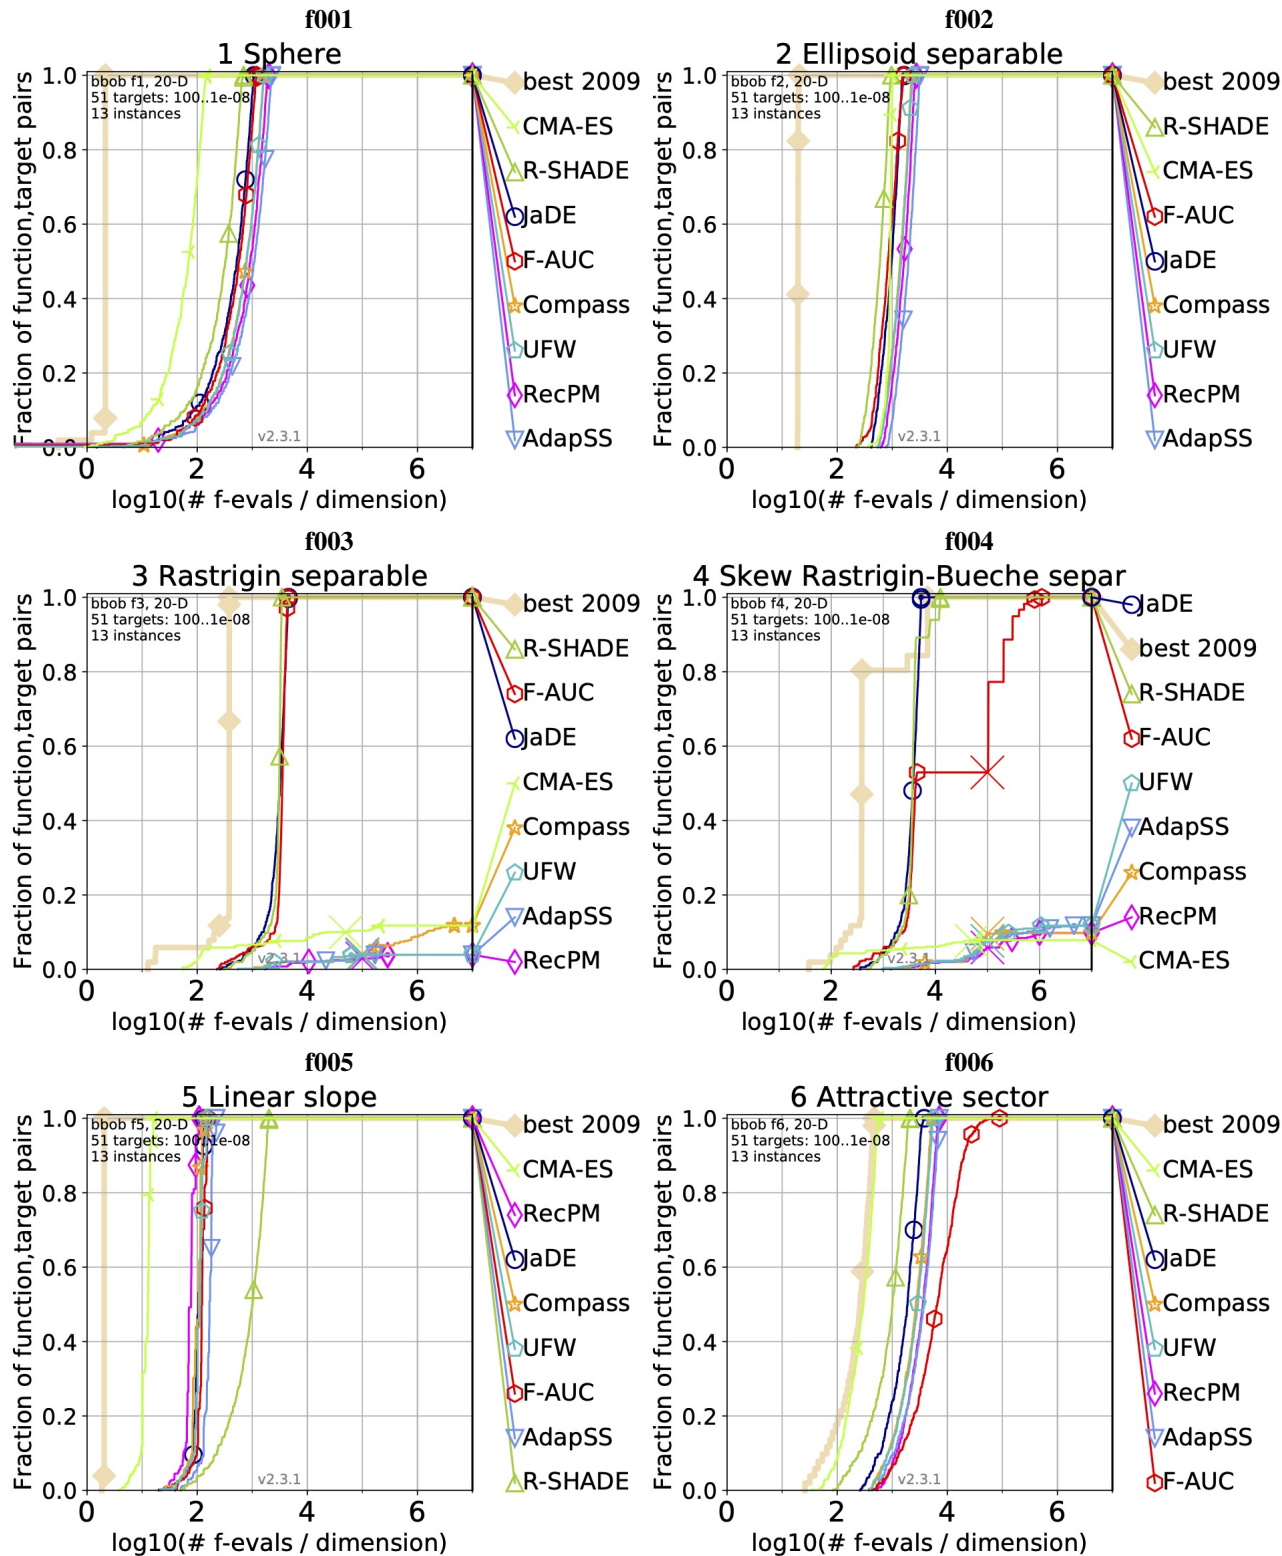 f001
1 Sphere
bbob f1, 20-D
51 targets: 100..1e-08
13 instances
Fraction of function,target pairs
1.0
0.8
0.6
0.4
0.2
0.0
0 2 4 6
v2.3.1
log10(# f-evals / dimension)
best 2009
CMA-ES
R-SHADE
JaDE
F-AUC
Compass
UFW
RecPM
AdapSS
f002
2 Ellipsoid separable
bbob f2, 20-D
51 targets: 100..1e-08
13 instances
Fraction of function,target pairs
1.0
0.8
0.6
0.4
0.2
0.0
0 2 4 6
v2.3.1
log10(# f-evals / dimension)
best 2009
R-SHADE
CMA-ES
F-AUC
JaDE
Compass
UFW
RecPM
AdapSS
f003
3 Rastrigin separable
bbob f3, 20-D
51 targets: 100..1e-08
13 instances
Fraction of function,target pairs
1.0
0.8
0.6
0.4
0.2
0.0
0 2 4 6
v2.3.1
log10(# f-evals / dimension)
best 2009
R-SHADE
F-AUC
JaDE
CMA-ES
Compass
UFW
AdapSS
RecPM
f004
4 Skew Rastrigin-Bueche separ
bbob f4, 20-D
51 targets: 100..1e-08
13 instances
Fraction of function,target pairs
1.0
0.8
0.6
0.4
0.2
0.0
0 2 4 6
v2.3.1
log10(# f-evals / dimension)
JaDE
best 2009
R-SHADE
F-AUC
UFW
AdapSS
Compass
RecPM
CMA-ES
f005
5 Linear slope
bbob f5, 20-D
51 targets: 100..1e-08
13 instances
Fraction of function,target pairs
1.0
0.8
0.6
0.4
0.2
0.0
0 2 4 6
v2.3.1
log10(# f-evals / dimension)
best 2009
CMA-ES
RecPM
JaDE
Compass
UFW
F-AUC
AdapSS
R-SHADE
f006
6 Attractive sector
bbob f6, 20-D
51 targets: 100..1e-08
13 instances
Fraction of function,target pairs
1.0
0.8
0.6
0.4
0.2
0.0
0 2 4 6
v2.3.1
log10(# f-evals / dimension)
best 2009
CMA-ES
R-SHADE
JaDE
Compass
UFW
RecPM
AdapSS
F-AUC